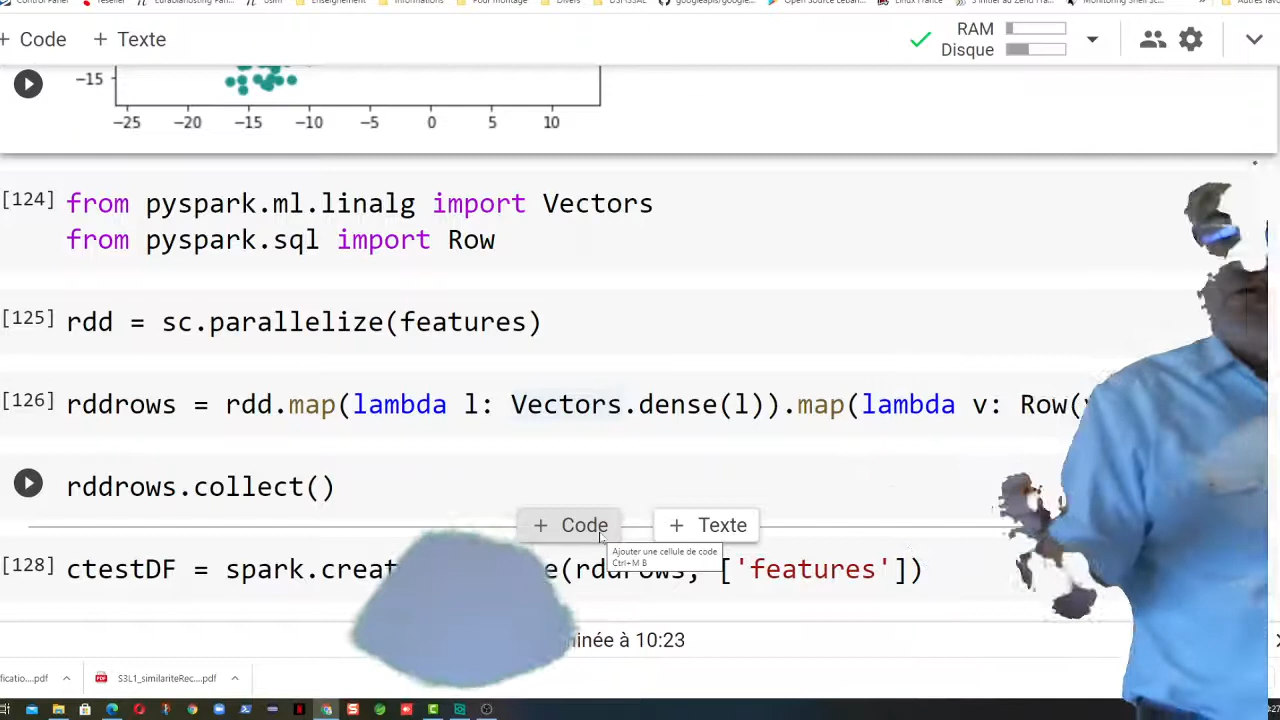 Code
Texte
RAM
Disque
−15
−25 −20 −15 −10 −5 0 5 10
[124] from pyspark.ml.linalg import Vectors
from pyspark.sql import Row
[125] rdd = sc.parallelize(features)
[126] rddrows = rdd.map(lambda l: Vectors.dense(l)).map(lambda v: Row(
rddrows.collect()
+ Code + Texte
Ajouter une cellule de code
Ctrl+M B
[128] ctestDF = spark.creat e(rddrows, ['features'])
inée à 10:23
S3L1_similariteRec....pdf